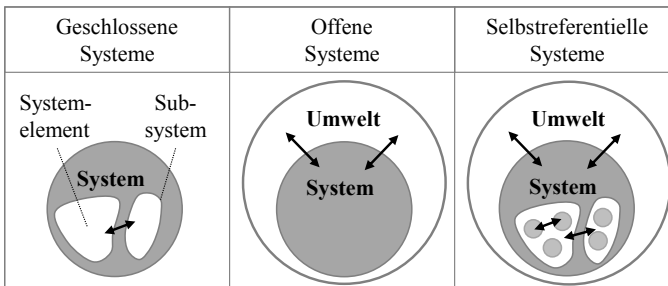 Geschlossene
Systeme
Offene
Systeme
Selbstreferentielle
Systeme
System-
element
Sub-
system
System
Umwelt
System
Umwelt
System